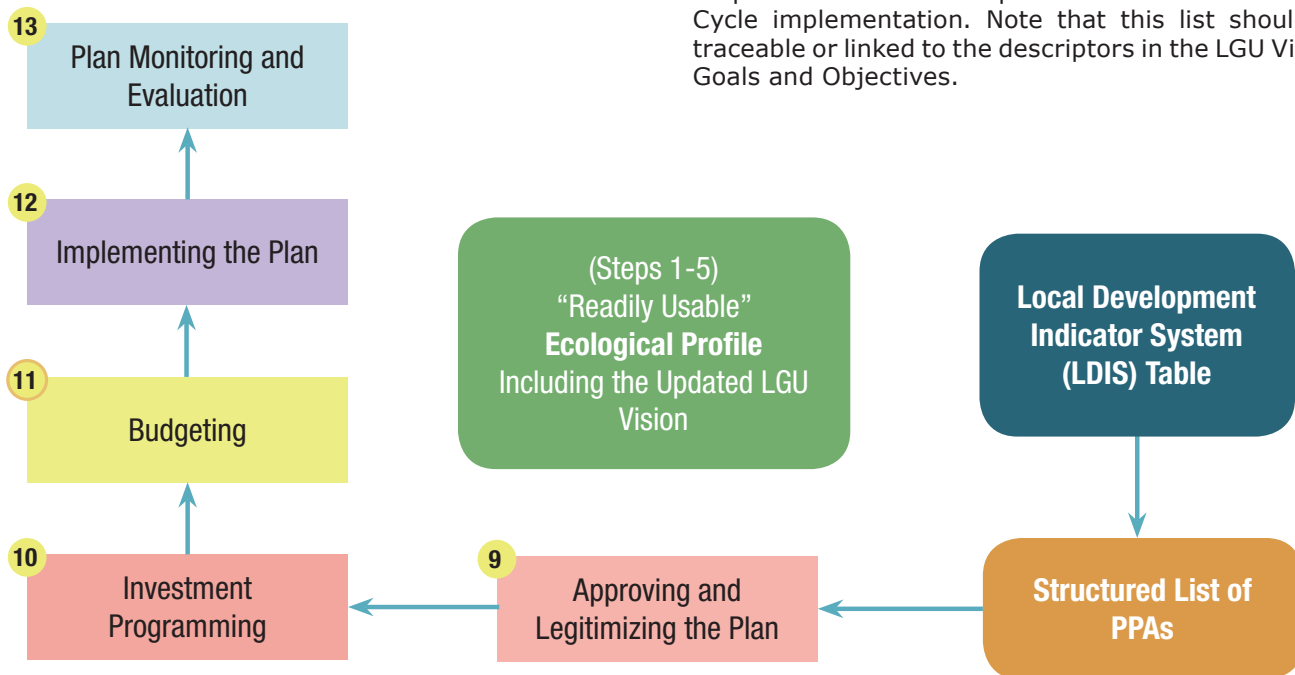 Cycle implementation. Note that this list shoul
traceable or linked to the descriptors in the LGU Vi
Goals and Objectives.
13
Plan Monitoring and
Evaluation
12
Implementing the Plan
11
Budgeting
10
Investment
Programming
9
Approving and
Legitimizing the Plan
(Steps 1-5)
“Readily Usable”
Ecological Profile
Including the Updated LGU
Vision
Local Development
Indicator System
(LDIS) Table
Structured List of
PPAs